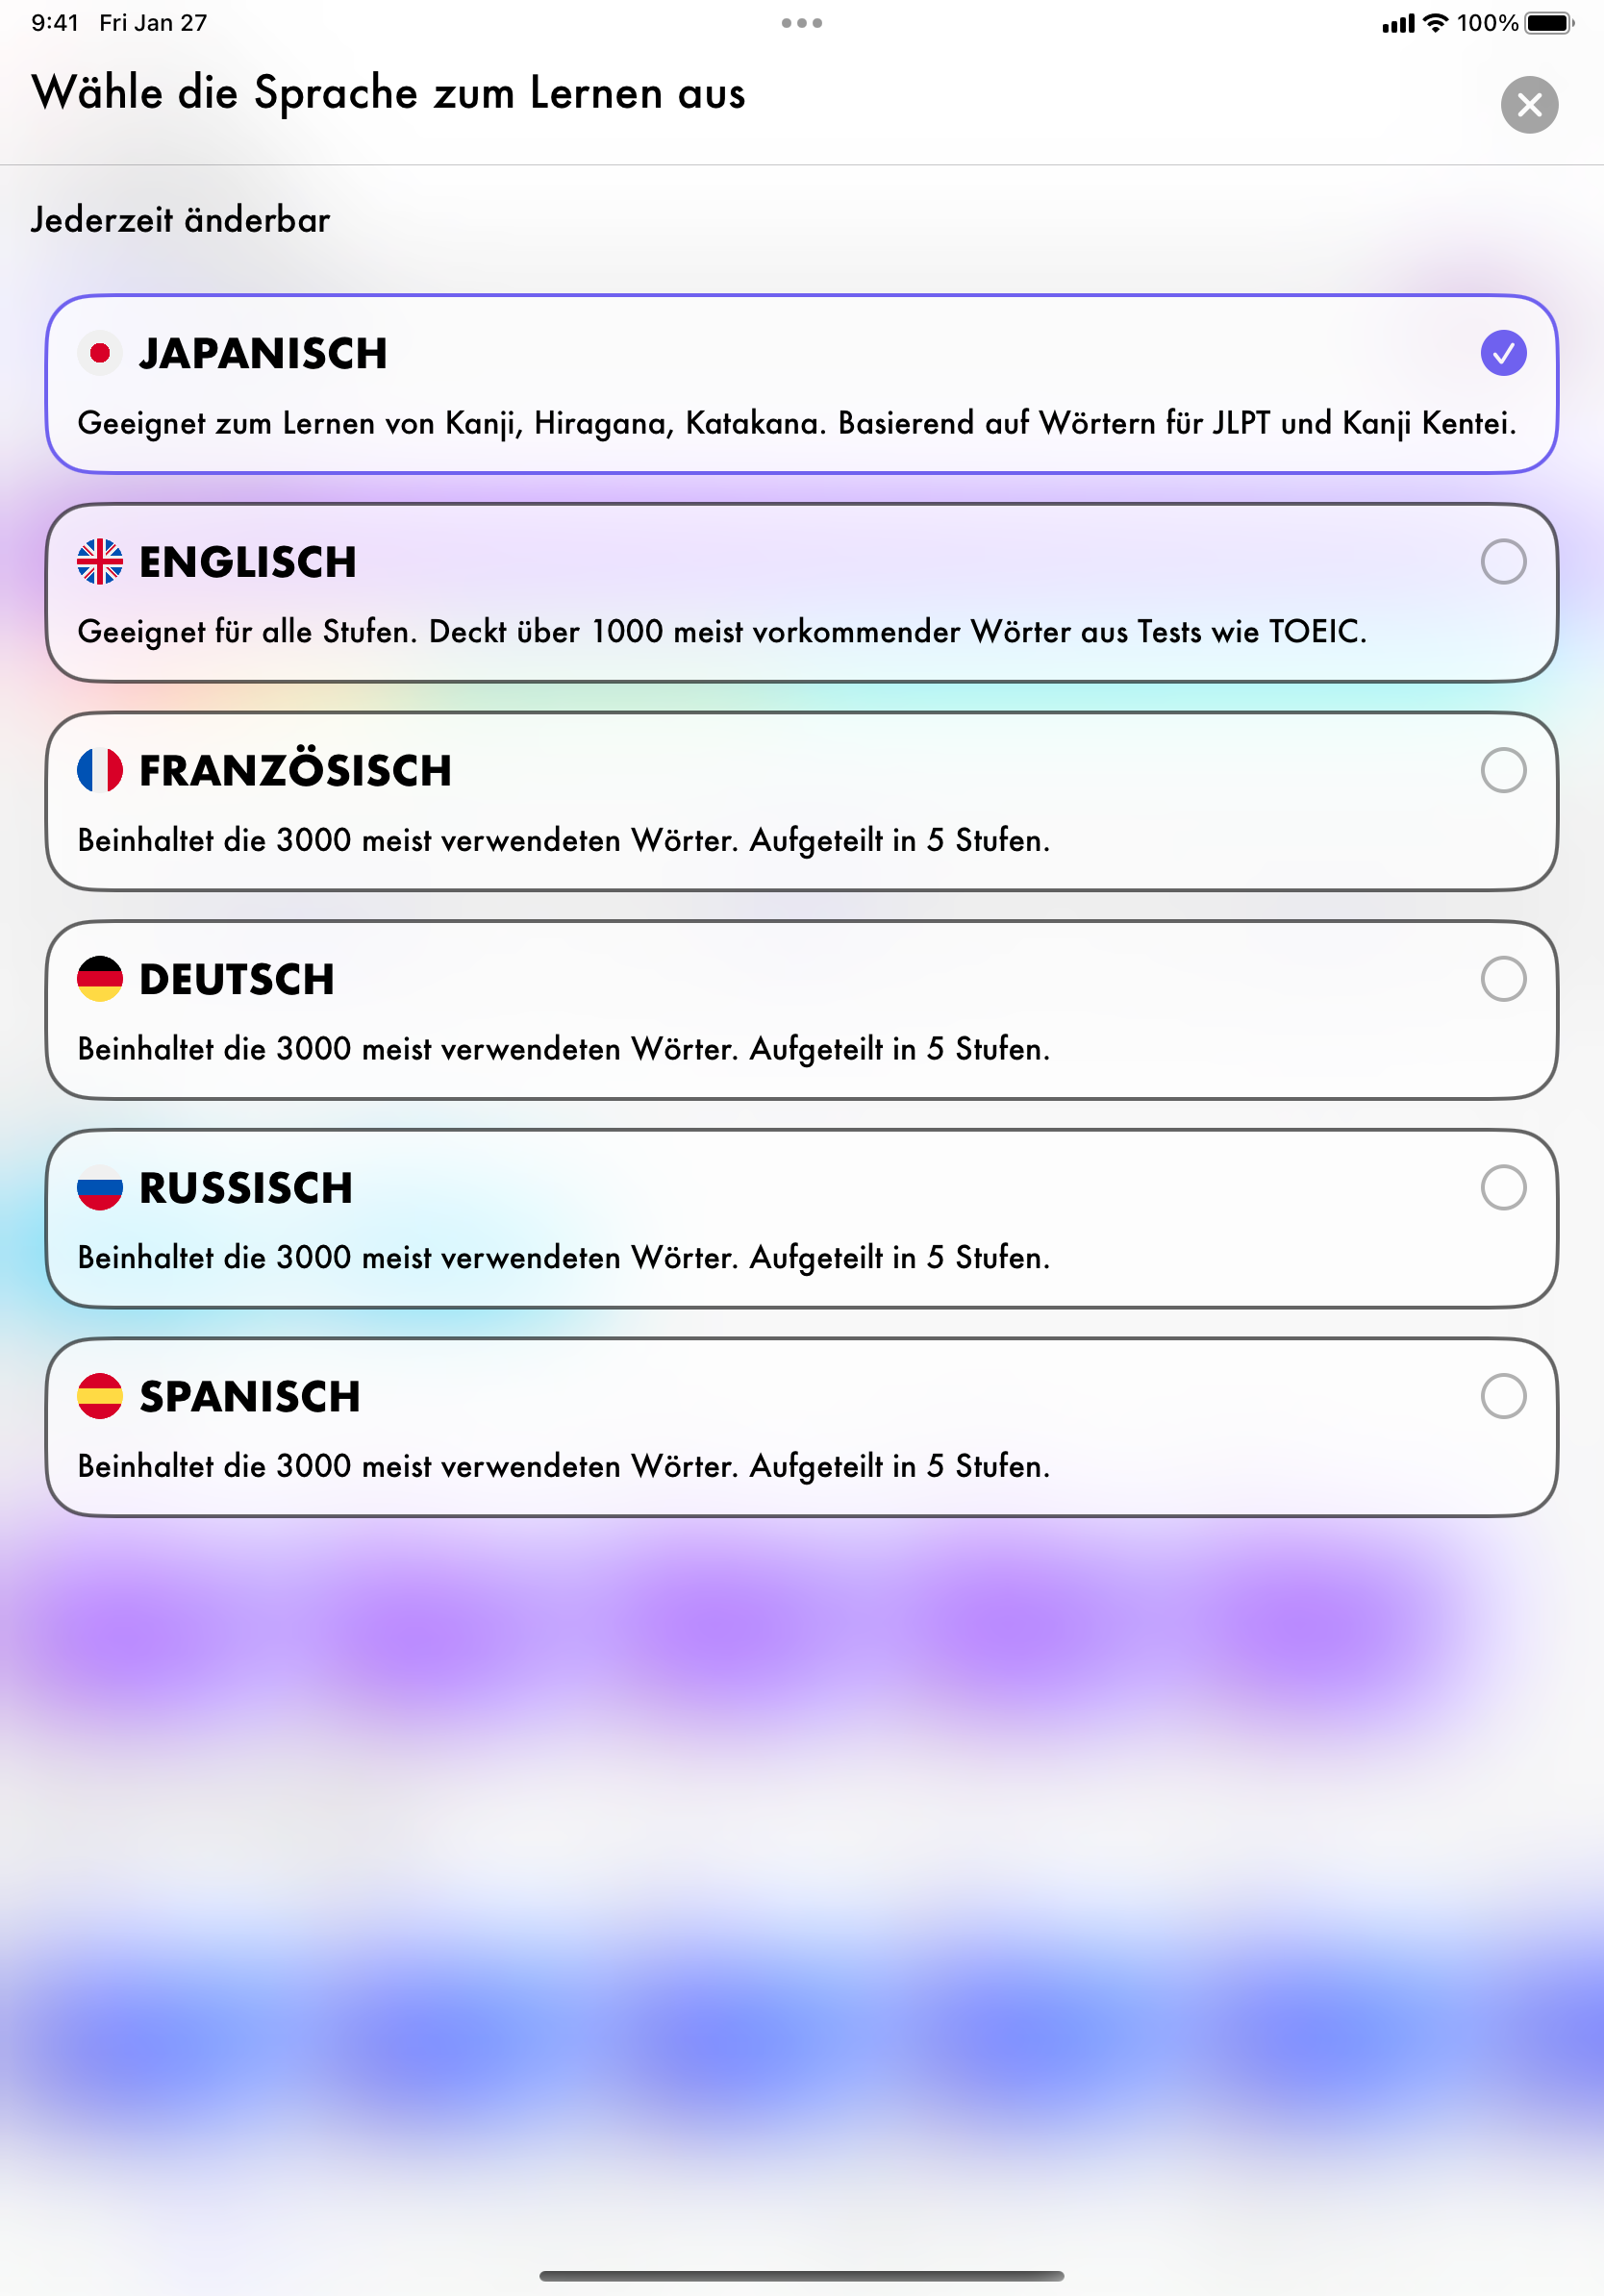 9:41 Fri Jan 27
100%
Wähle die Sprache zum Lernen aus
Jederzeit änderbar
JAPANISCH
Geeignet zum Lernen von Kanji, Hiragana, Katakana. Basierend auf Wörtern für JLPT und Kanji Kentei.
ENGLISCH
Geeignet für alle Stufen. Deckt über 1000 meist vorkommender Wörter aus Tests wie TOEIC.
FRANZÖSISCH
Beinhaltet die 3000 meist verwendeten Wörter. Aufgeteilt in 5 Stufen.
DEUTSCH
Beinhaltet die 3000 meist verwendeten Wörter. Aufgeteilt in 5 Stufen.
RUSSISCH
Beinhaltet die 3000 meist verwendeten Wörter. Aufgeteilt in 5 Stufen.
SPANISCH
Beinhaltet die 3000 meist verwendeten Wörter. Aufgeteilt in 5 Stufen.